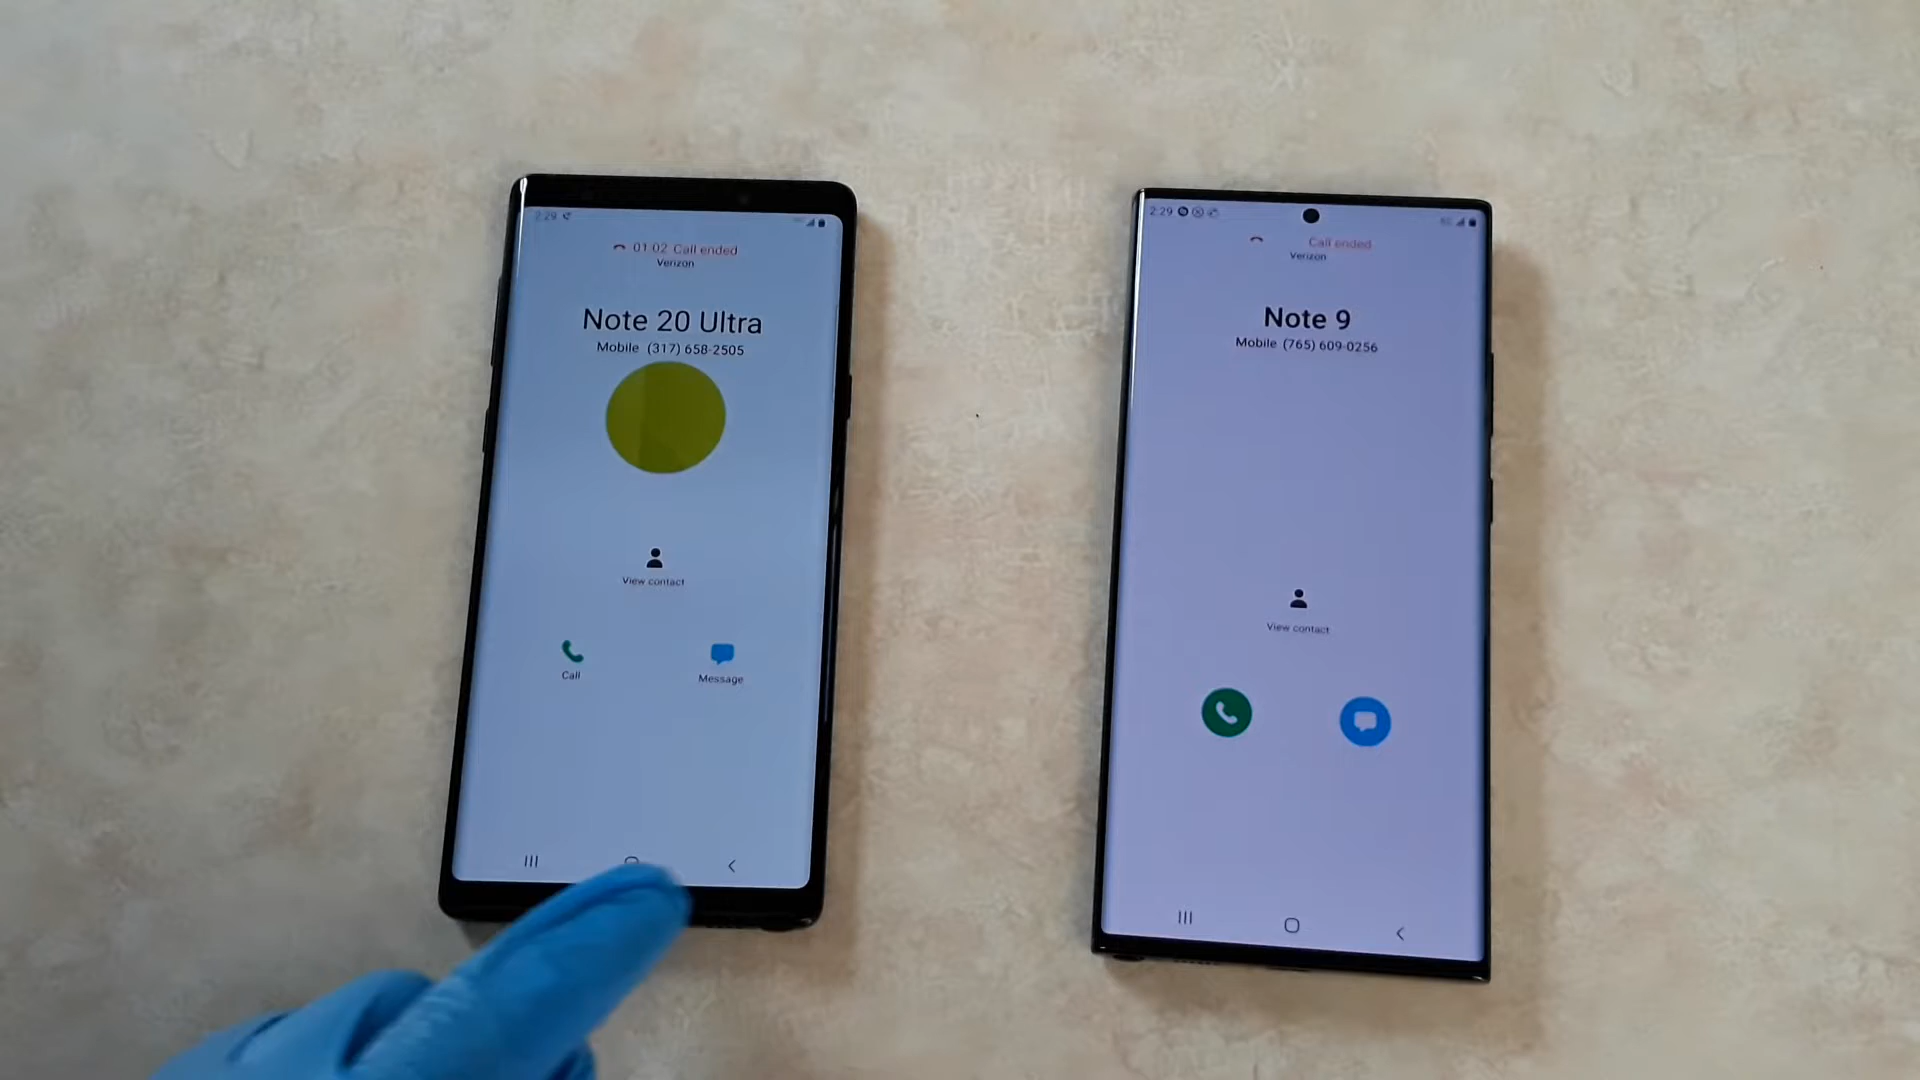 2:29
01:02 Call ended
Verizon
Note 20 Ultra
Mobile (317) 658-2505
View contact
Call
Message
2:29
Call ended
Verizon
Note 9
Mobile (765) 609-0256
View contact